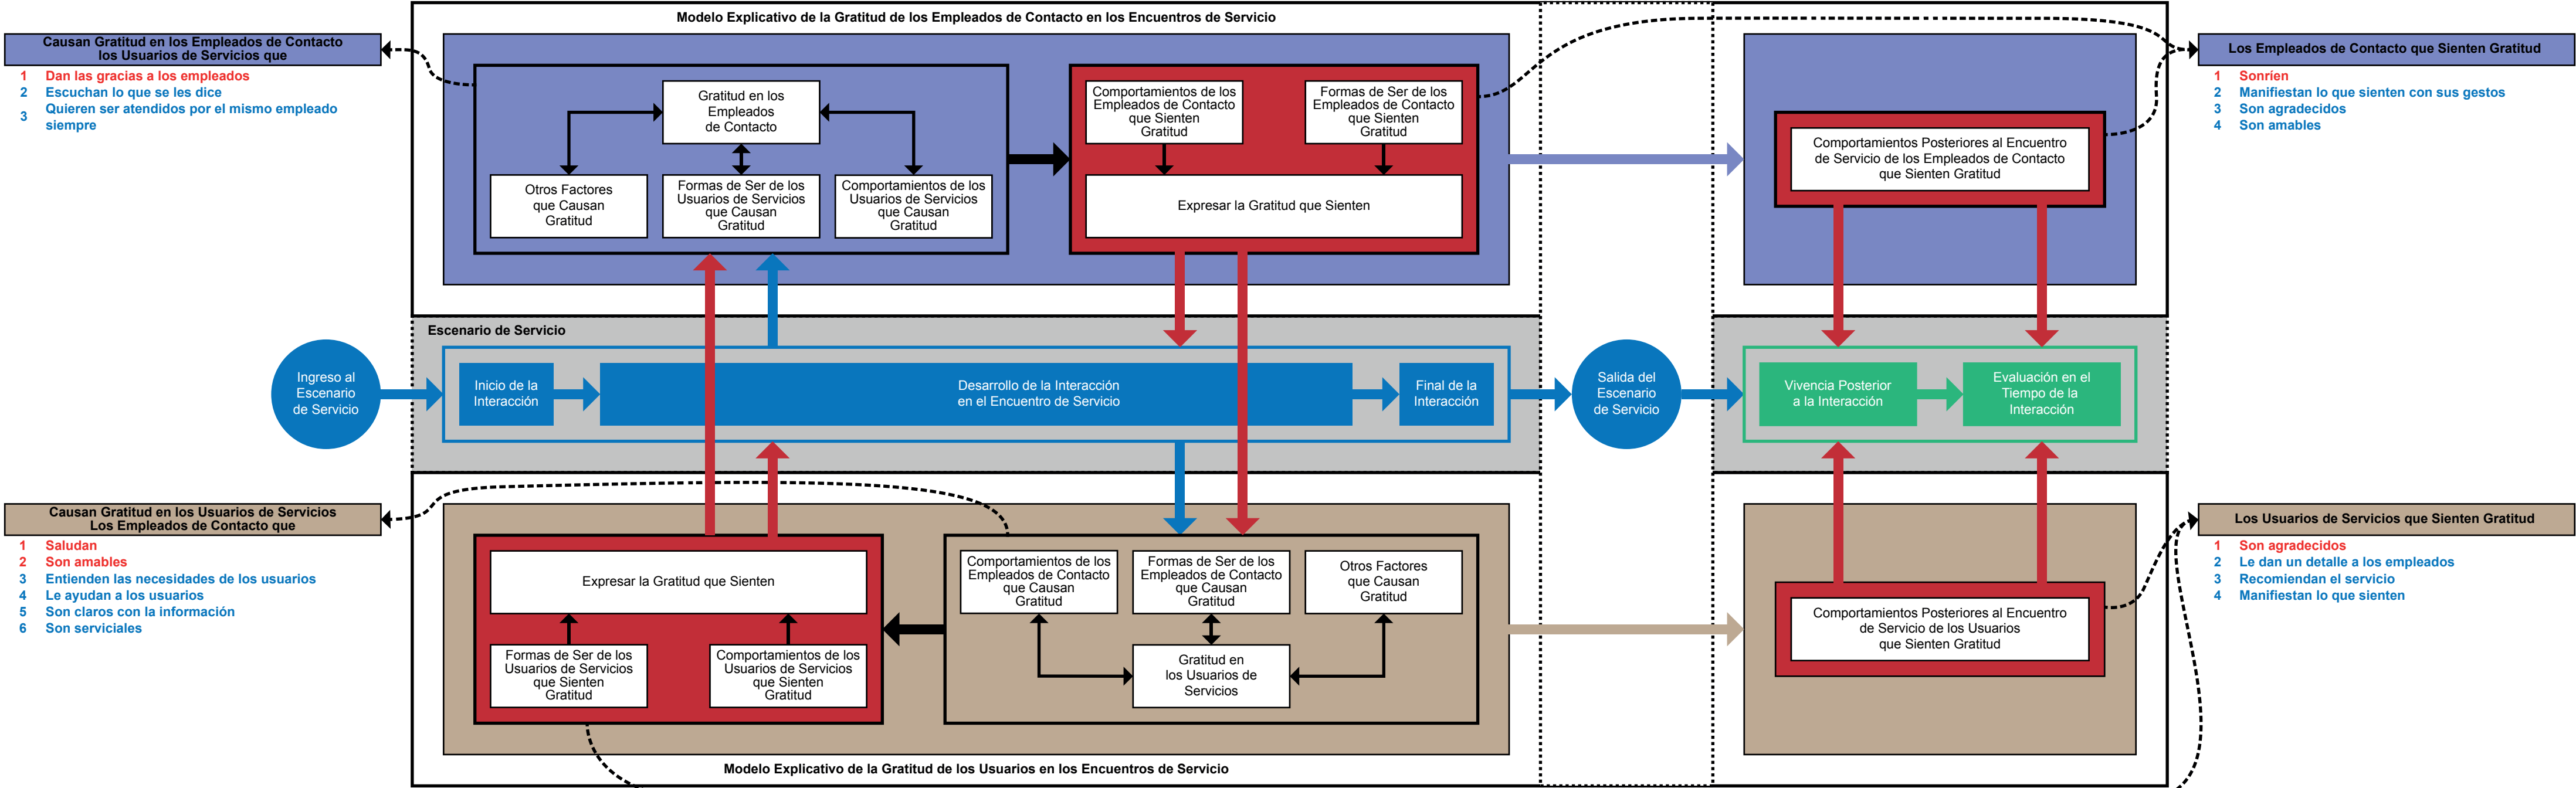 Modelo Explicativo de la Gratitud de los Empleados de Contacto en los Encuentros de Servicio
Causan Gratitud en los Empleados de Contacto
los Usuarios de Servicios que
1 Dan las gracias a los empleados
2 Escuchan lo que se les dice
3 Quieren ser atendidos por el mismo empleado
siempre
Gratitud en los
Empleados
de Contacto
Otros Factores
que Causan
Gratitud
Formas de Ser de los
Usuarios de Servicios
que Causan
Gratitud
Comportamientos de los
Usuarios de Servicios
que Causan
Gratitud
Comportamientos de los
Empleados de Contacto
que Sienten
Gratitud
Formas de Ser de los
Empleados de Contacto
que Sienten
Gratitud
Expresar la Gratitud que Sienten
Comportamientos Posteriores al Encuentro
de Servicio de los Empleados de Contacto
que Sienten Gratitud
Los Empleados de Contacto que Sienten Gratitud
1 Sonríen
2 Manifiestan lo que sienten con sus gestos
3 Son agradecidos
4 Son amables
Escenario de Servicio
Ingreso al
Escenario
de Servicio
Inicio de la
Interacción
Desarrollo de la Interacción
en el Encuentro de Servicio
Final de la
Interacción
Salida del
Escenario
de Servicio
Vivencia Posterior
a la Interacción
Evaluación en el
Tiempo de la
Interacción
Causan Gratitud en los Usuarios de Servicios
Los Empleados de Contacto que
1 Saludan
2 Son amables
3 Entienden las necesidades de los usuarios
4 Le ayudan a los usuarios
5 Son claros con la información
6 Son serviciales
Expresar la Gratitud que Sienten
Formas de Ser de los
Usuarios de Servicios
que Sienten
Gratitud
Comportamientos de los
Usuarios de Servicios
que Sienten
Gratitud
Comportamientos de los
Empleados de Contacto
que Causan
Gratitud
Formas de Ser de los
Empleados de Contacto
que Causan
Gratitud
Otros Factores
que Causan
Gratitud
Gratitud en
los Usuarios de
Servicios
Comportamientos Posteriores al Encuentro
de Servicio de los Usuarios
que Sienten Gratitud
Los Usuarios de Servicios que Sienten Gratitud
1 Son agradecidos
2 Le dan un detalle a los empleados
3 Recomiendan el servicio
4 Manifiestan lo que sienten
Modelo Explicativo de la Gratitud de los Usuarios en los Encuentros de Servicio